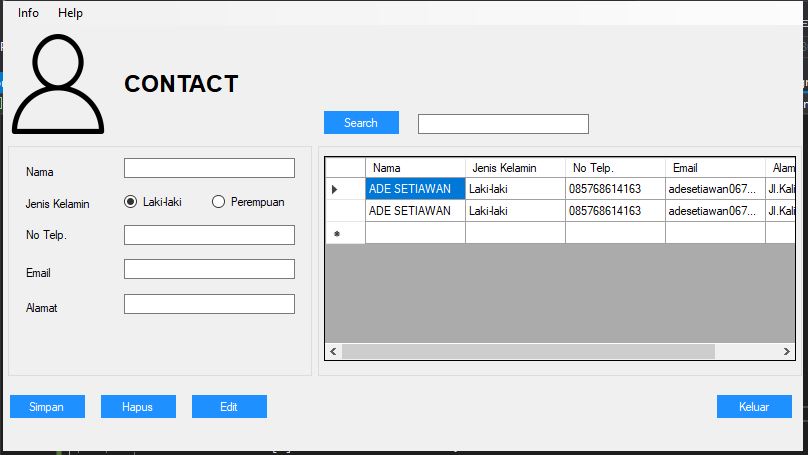 Info Help
CONTACT
Search
Nama
Jenis Kelamin Laki-laki Perempuan
No Telp.
Email
Alamat
Nama Jenis Kelamin No Telp. Email Alam
ADE SETIAWAN Laki-laki 085768614163 adesetiawan067... Jl.Kali
ADE SETIAWAN Laki-laki 085768614163 adesetiawan067... Jl.Kali
Simpan Hapus Edit Keluar